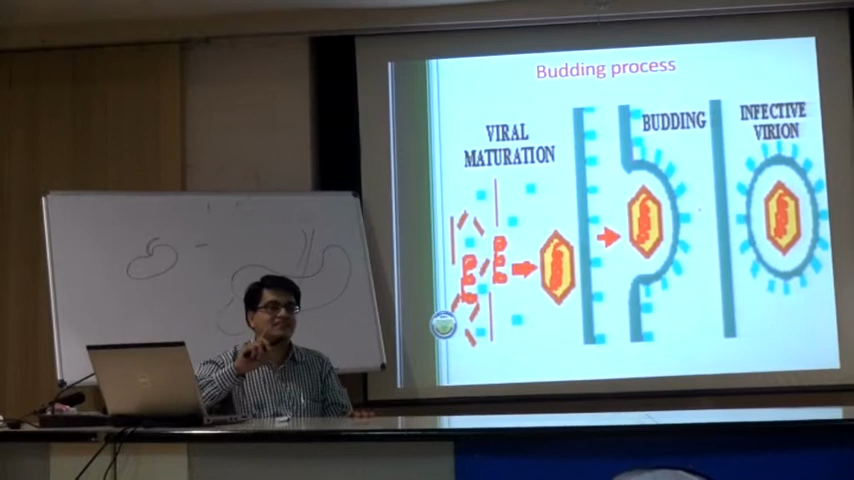 Budding process
VIRAL
MATURATION
BUDDING
INFECTIVE
VIRION